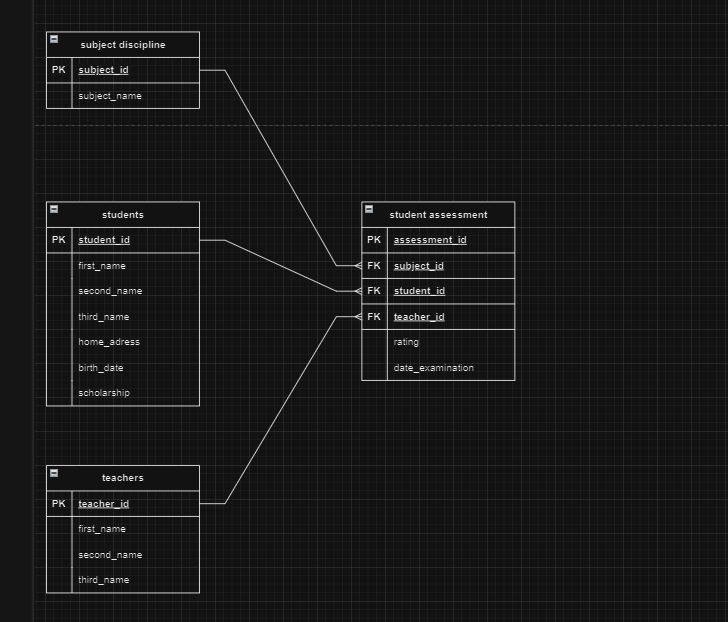 subject discipline
PK subject_id
subject_name
students
PK student_id
first_name
second_name
third_name
home_adress
birth_date
scholarship
student assessment
PK assessment_id
FK subject_id
FK student_id
FK teacher_id
rating
date_examination
teachers
PK teacher_id
first_name
second_name
third_name